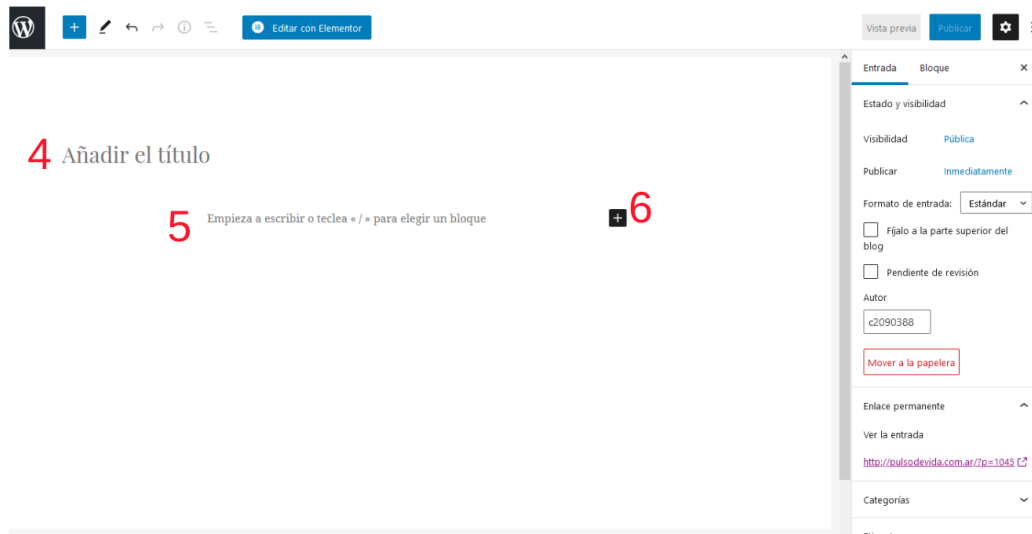 Editar con Elementor
Vista previa
Publicar
Entrada
Bloque
Estado y visibilidad
Visibilidad
Pública
Publicar
Inmediatamente
Formato de entrada:
Estándar
Fíjalo a la parte superior del
blog
Pendiente de revisión
Autor
c2090388
Mover a la papelera
Enlace permanente
Ver la entrada
http://pulsodevida.com.ar/?p=1045
Categorías
4 Añadir el título
5 Empieza a escribir o teclea « / » para elegir un bloque
6